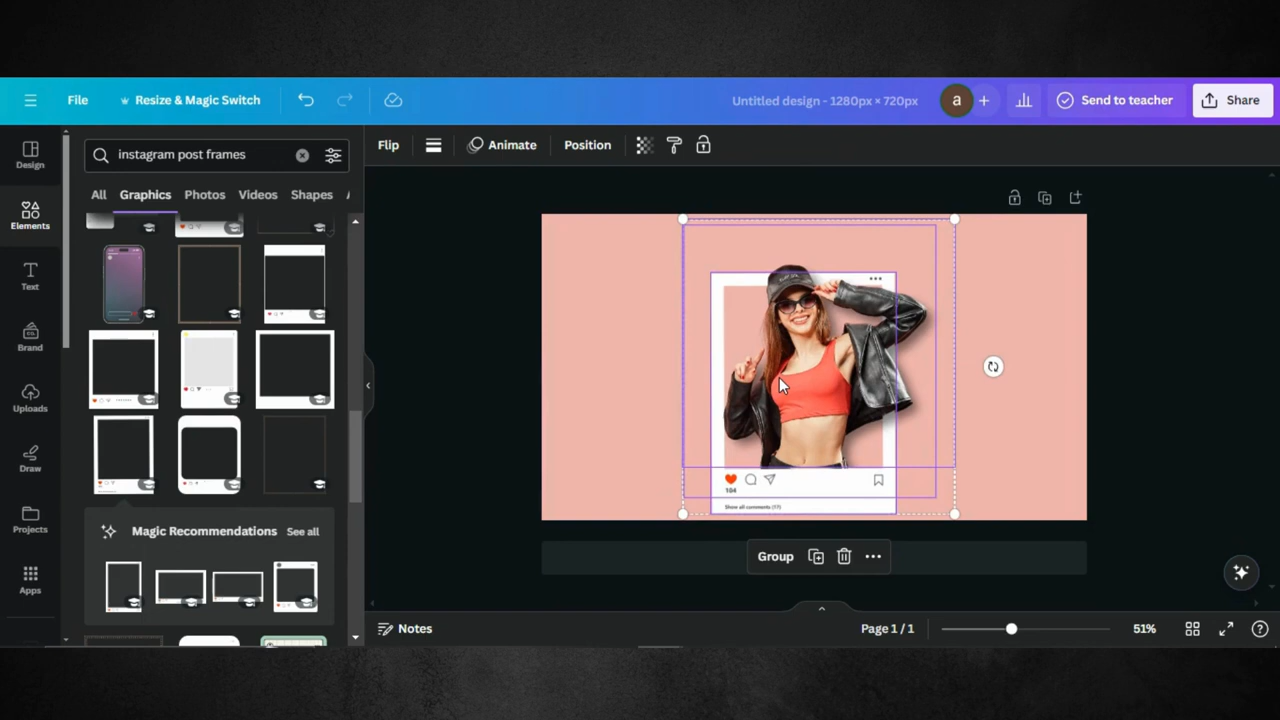 File
Resize & Magic Switch
Untitled design - 1280px × 720px
a
Send to teacher
Share
Design
Elements
Text
Brand
Uploads
Draw
Projects
Apps
instagram post frames
All
Graphics
Photos
Videos
Shapes
Magic Recommendations
See all
Flip
Animate
Position
104
Show all comments (17)
Group
Notes
Page 1 / 1
51%